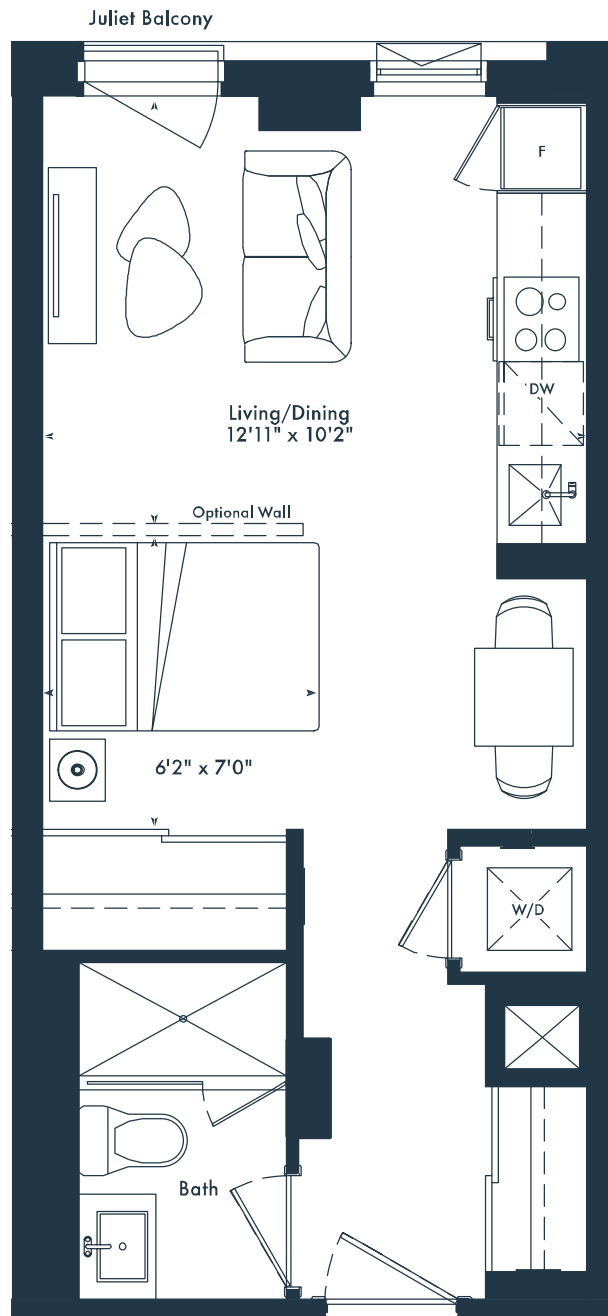 Juliet Balcony
F
DW
Living/Dining
12'11" x 10'2"
Optional Wall
6'2" x 7'0"
W/D
Bath